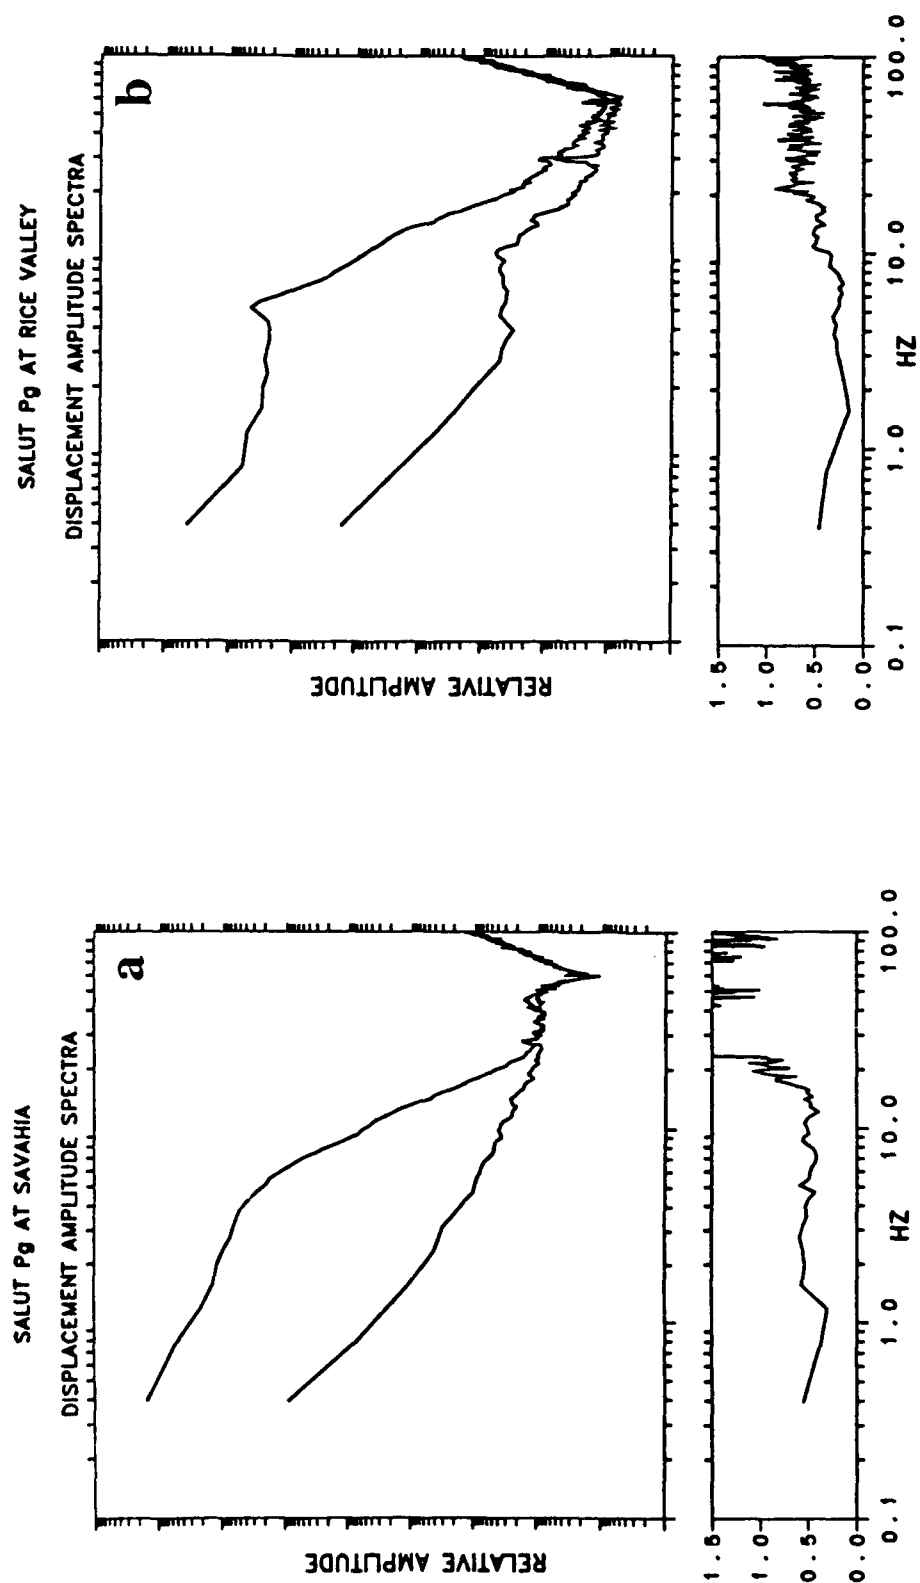 SALUT Pg AT SAVAHIA
DISPLACEMENT AMPLITUDE SPECTRA
a
RELATIVE AMPLITUDE
1.5
1.0
0.5
0.0
0.1 1.0 10.0 100.0
HZ
SALUT Pg AT RICE VALLEY
DISPLACEMENT AMPLITUDE SPECTRA
b
RELATIVE AMPLITUDE
1.5
1.0
0.5
0.0
0.1 1.0 10.0 100.0
HZ